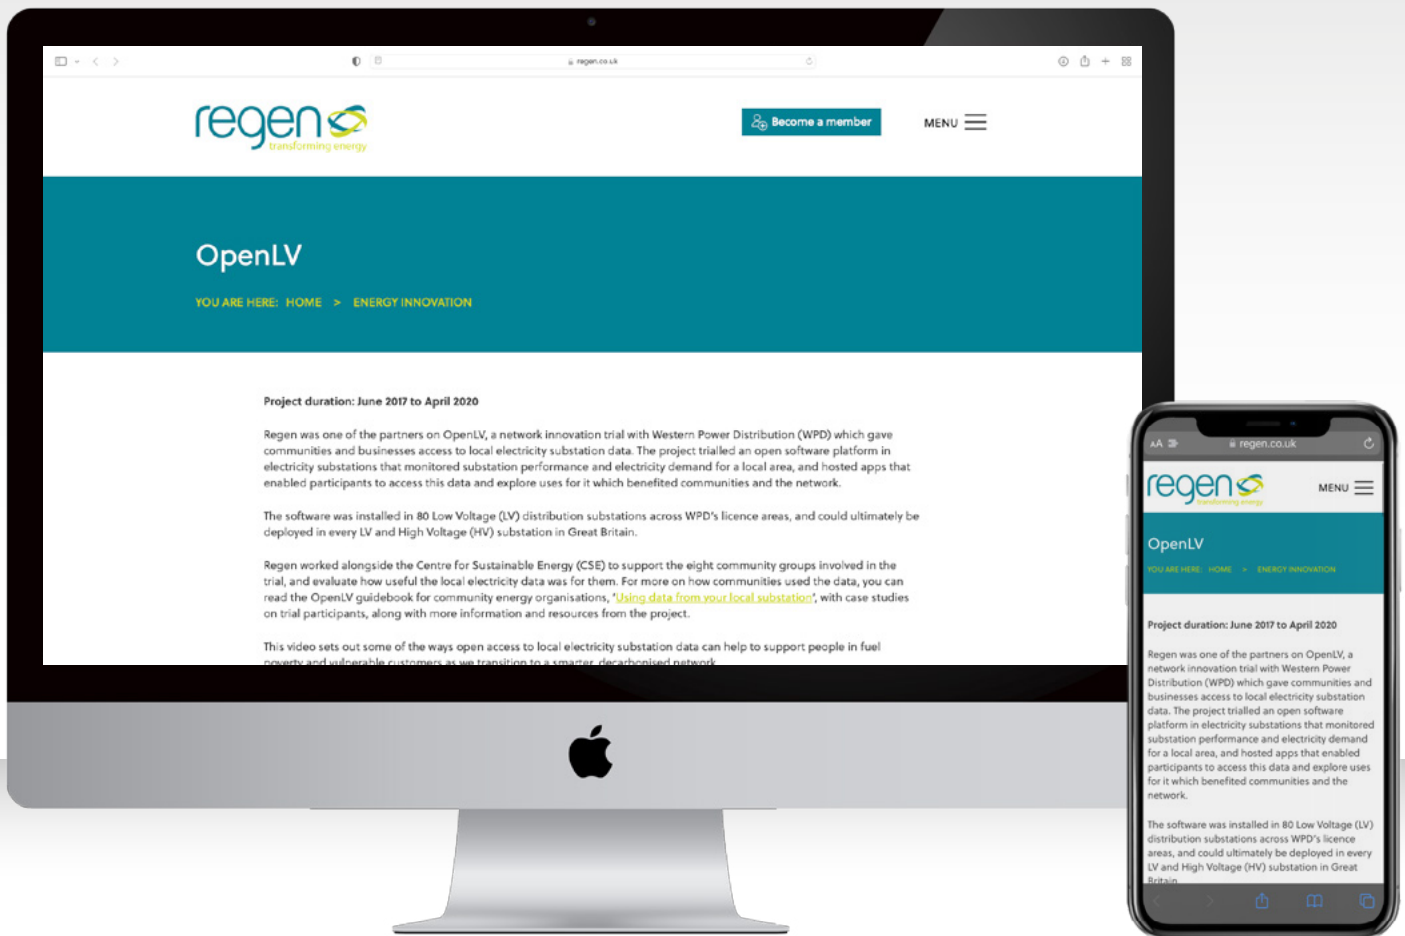 regen.co.uk
regen
transforming energy
Become a member
MENU
OpenLV
YOU ARE HERE: HOME > ENERGY INNOVATION
Project duration: June 2017 to April 2020
Regen was one of the partners on OpenLV, a network innovation trial with Western Power Distribution (WPD) which gave
communities and businesses access to local electricity substation data. The project trialled an open software platform in
electricity substations that monitored substation performance and electricity demand for a local area, and hosted apps that
enabled participants to access this data and explore uses for it which benefited communities and the network.
The software was installed in 80 Low Voltage (LV) distribution substations across WPD's licence areas, and could ultimately be
deployed in every LV and High Voltage (HV) substation in Great Britain.
Regen worked alongside the Centre for Sustainable Energy (CSE) to support the eight community groups involved in the
trial, and evaluate how useful the local electricity data was for them. For more on how communities used the data, you can
read the OpenLV guidebook for community energy organisations, 'Using data from your local substation', with case studies
on trial participants, along with more information and resources from the project.
This video sets out some of the ways open access to local electricity substation data can help to support people in fuel
poverty and vulnerable customers as we transition to a smarter, decarbonised network.
AA
regen.co.uk
regen
transforming energy
MENU
OpenLV
YOU ARE HERE: HOME > ENERGY INNOVATION
Project duration: June 2017 to April 2020
Regen was one of the partners on OpenLV, a
network innovation trial with Western Power
Distribution (WPD) which gave communities and
businesses access to local electricity substation
data. The project trialled an open software
platform in electricity substations that monitored
substation performance and electricity demand
for a local area, and hosted apps that enabled
participants to access this data and explore uses
for it which benefited communities and the
network.
The software was installed in 80 Low Voltage (LV)
distribution substations across WPD's licence
areas, and could ultimately be deployed in every
LV and High Voltage (HV) substation in Great
Britain.